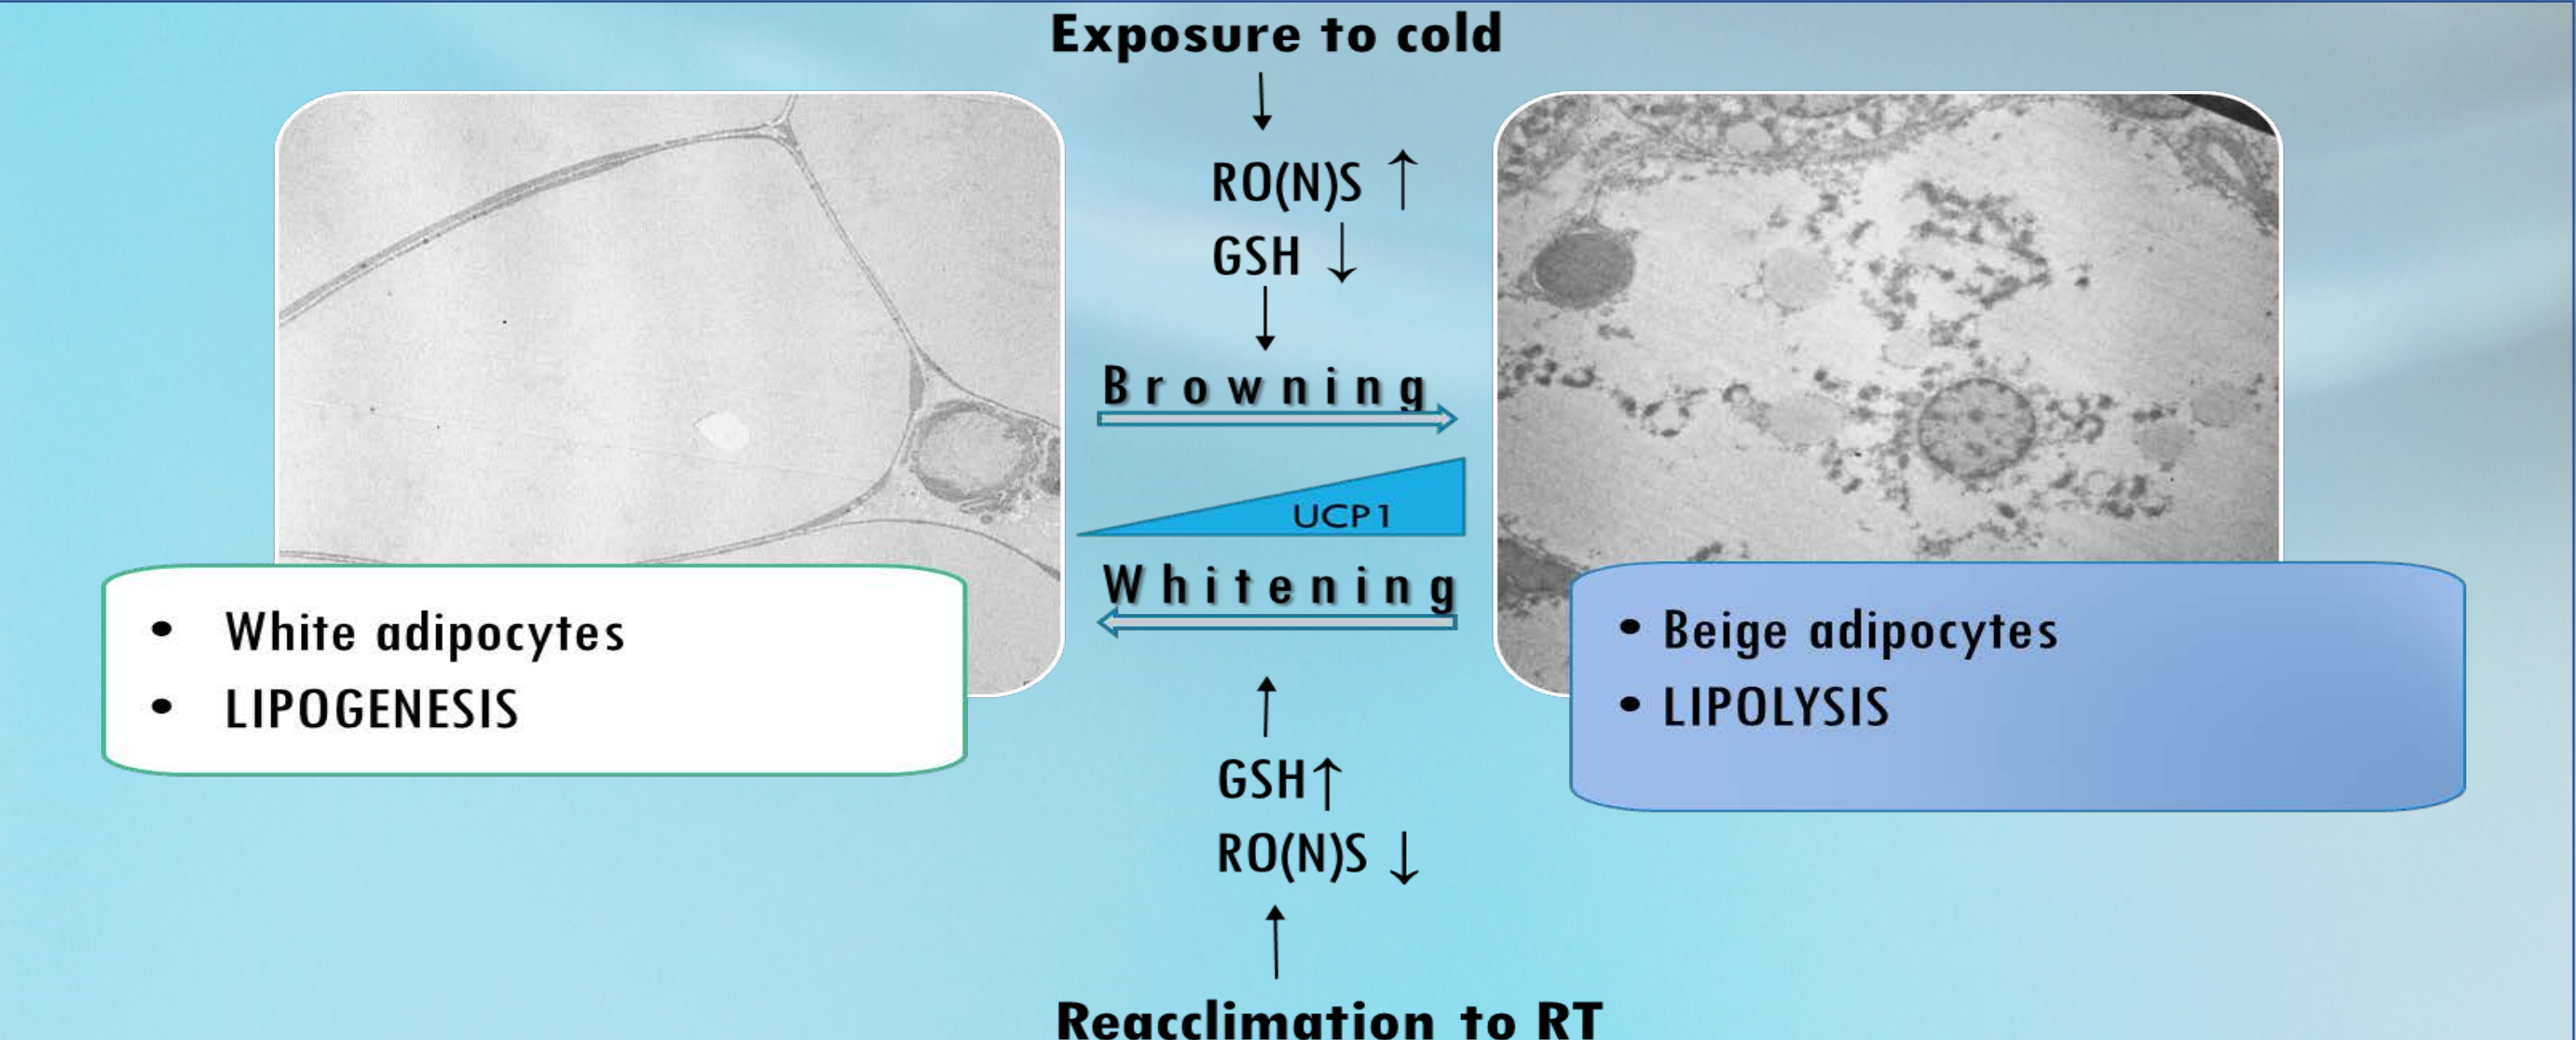 Exposure to cold
RO(N)S ↑
GSH ↓
Browning
UCP1
Whitening
• White adipocytes
• LIPOGENESIS
• Beige adipocytes
• LIPOLYSIS
GSH↑
RO(N)S ↓
Reacclimation to RT